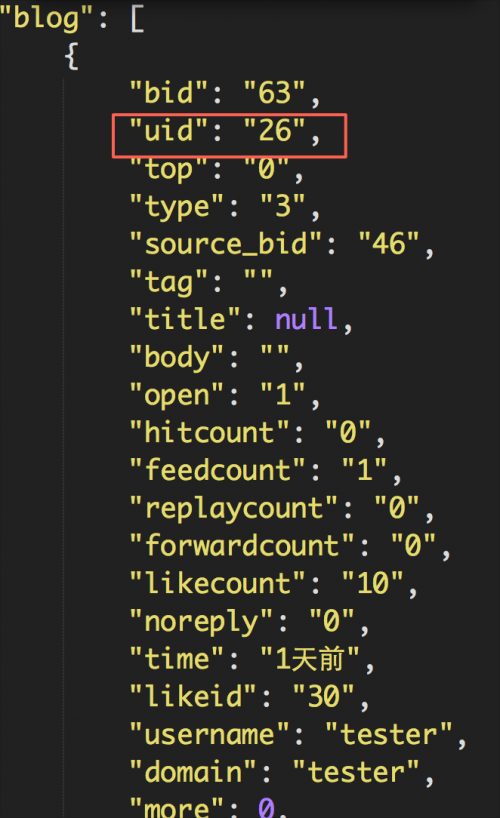 "blog": [
{
"bid": "63",
"uid": "26",
"top": "0",
"type": "3",
"source_bid": "46",
"tag": "",
"title": null,
"body": "",
"open": "1",
"hitcount": "0",
"feedcount": "1",
"replaycount": "0",
"forwardcount": "0",
"likecount": "10",
"noreply": "0",
"time": "1天前",
"likeid": "30",
"username": "tester",
"domain": "tester",
"more": 0,